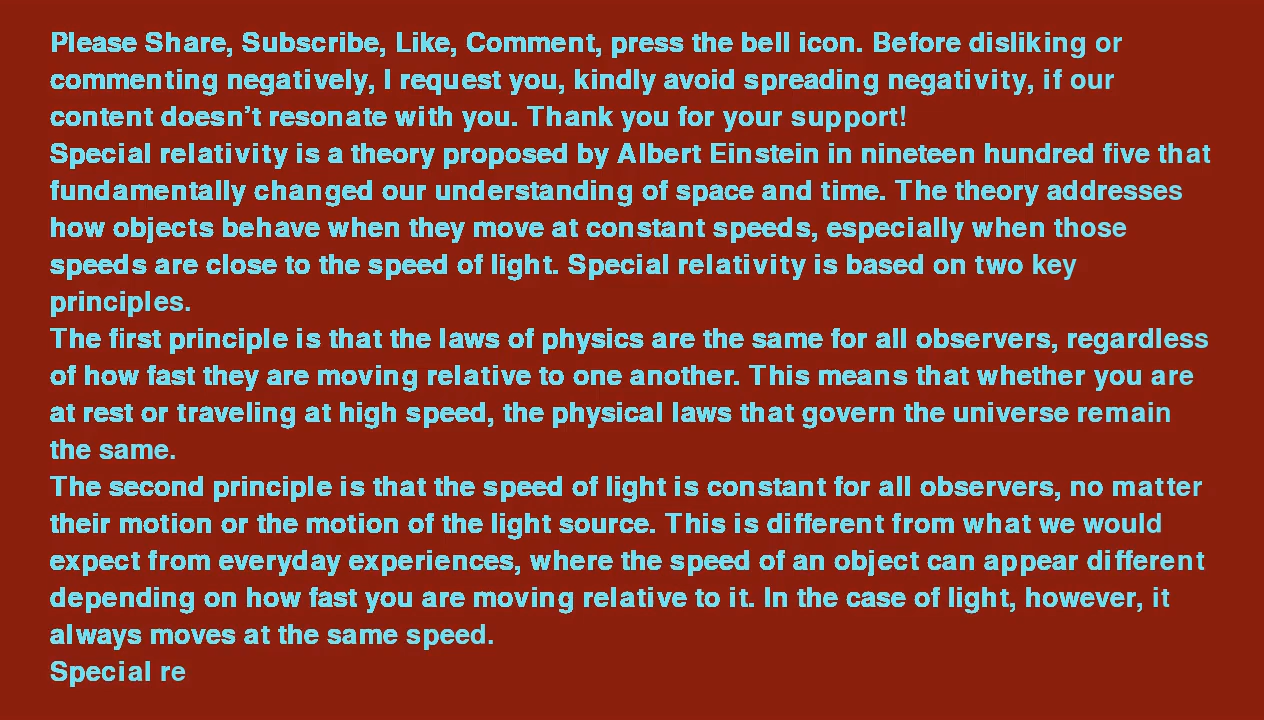 Please Share, Subscribe, Like, Comment, press the bell icon. Before disliking or
commenting negatively, I request you, kindly avoid spreading negativity, if our
content doesn’t resonate with you. Thank you for your support!
Special relativity is a theory proposed by Albert Einstein in nineteen hundred five that
fundamentally changed our understanding of space and time. The theory addresses
how objects behave when they move at constant speeds, especially when those
speeds are close to the speed of light. Special relativity is based on two key
principles.
The first principle is that the laws of physics are the same for all observers, regardless
of how fast they are moving relative to one another. This means that whether you are
at rest or traveling at high speed, the physical laws that govern the universe remain
the same.
The second principle is that the speed of light is constant for all observers, no matter
their motion or the motion of the light source. This is different from what we would
expect from everyday experiences, where the speed of an object can appear different
depending on how fast you are moving relative to it. In the case of light, however, it
always moves at the same speed.
Special re